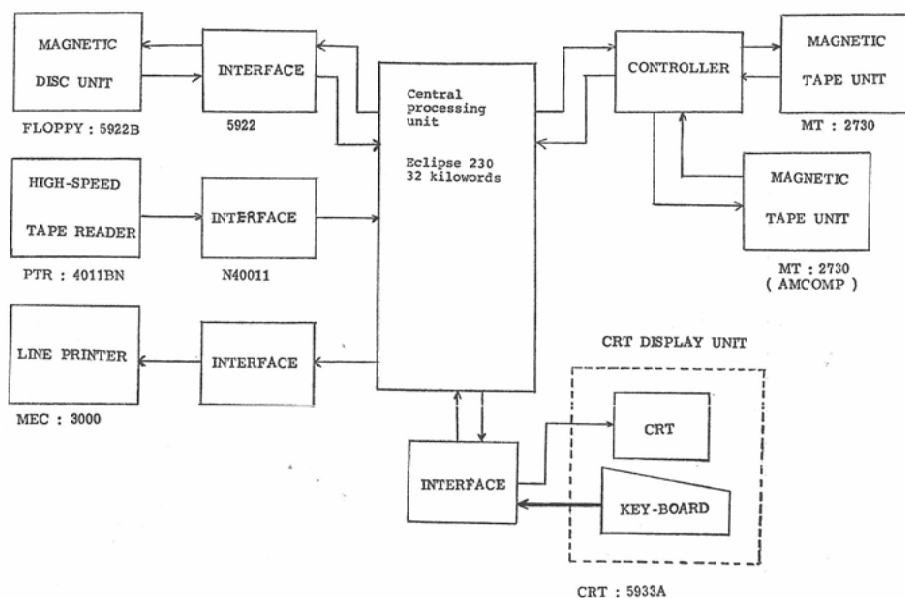 MAGNETIC
DISC UNIT
FLOPPY : 5922B
INTERFACE
5922
HIGH-SPEED
TAPE READER
PTR : 4011BN
INTERFACE
N40011
LINE PRINTER
MEC : 3000
INTERFACE
Central
processing
unit
Eclipse 230
32 kilowords
CONTROLLER
MAGNETIC
TAPE UNIT
MT : 2730
MAGNETIC
TAPE UNIT
MT : 2730
( AMCOMP )
INTERFACE
CRT DISPLAY UNIT
CRT
KEY-BOARD
CRT : 5933A